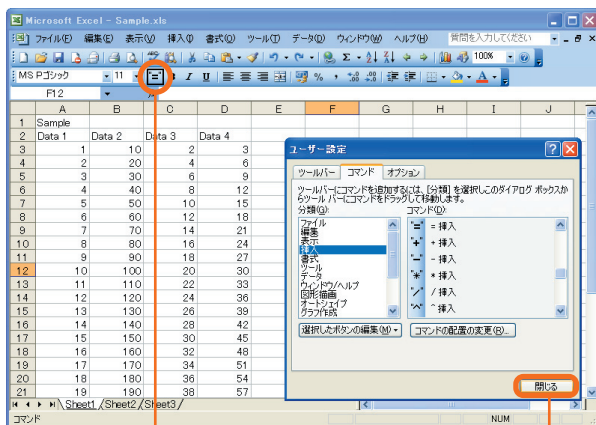 Microsoft Excel - Sample.xls
ファイル(F) 編集(E) 表示(V) 挿入(I) 書式(O) ツール(T) データ(D) ウィンドウ(W) ヘルプ(H) 質問を入力してください
100%
MS Pゴシック 11 "=" B I U
F12
A B C D E F G H I J
1 Sample
2 Data 1 Data 2 Data 3 Data 4
3 1 10 2 3
4 2 20 4 6
5 3 30 6 9
6 4 40 8 12
7 5 50 10 15
8 6 60 12 18
9 7 70 14 21
10 8 80 16 24
11 9 90 18 27
12 10 100 20 30
13 11 110 22 33
14 12 120 24 36
15 13 130 26 39
16 14 140 28 42
17 15 150 30 45
18 16 160 32 48
19 17 170 34 51
20 18 180 36 54
21 19 190 38 57
Sheet1 Sheet2 Sheet3
コマンド NUM
ユーザー設定
ツールバー コマンド オプション
ツールバーにコマンドを追加するには、[分類] を選択しこのダイアログ ボックスか
らツール バーにコマンドをドラッグして移動します。
分類(G): コマンド(D):
ファイル
編集
表示
挿入
書式
ツール
データ
ウィンドウ/ヘルプ
図形描画
オートシェイプ
グラフ作成
"=" = 挿入
"+" + 挿入
"-" - 挿入
"*" * 挿入
"/" / 挿入
"^" ^ 挿入
選択したボタンの編集(M) コマンドの配置の変更(R)...
閉じる